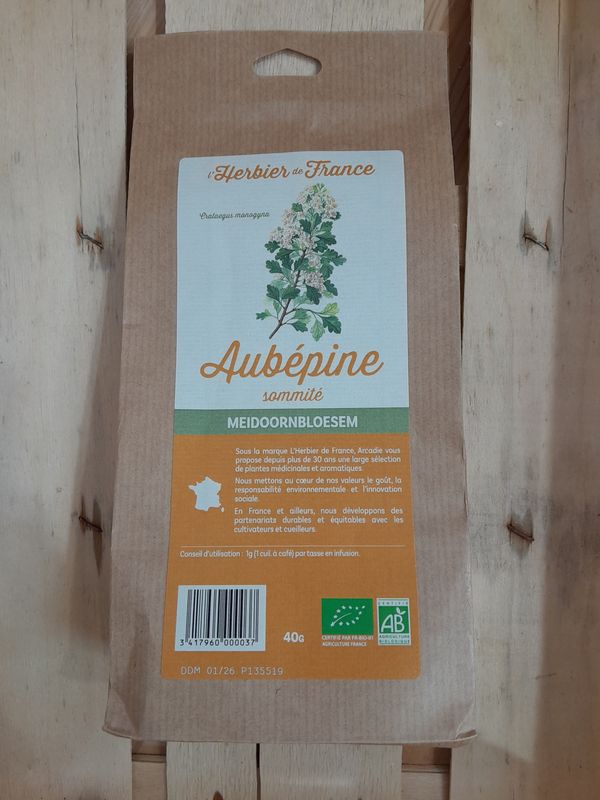 l'Herbier de France
Crataegus monogyna
Aubépine
sommité
MEIDOORNBLOESEM
Sous la marque L'Herbier de France, Arcadie vous
propose depuis plus de 30 ans une large sélection
de plantes médicinales et aromatiques.
Nous mettons au cœur de nos valeurs le goût, la
responsabilité environnementale et l'innovation
sociale.
En France et ailleurs, nous développons des
partenariats durables et équitables avec les
cultivateurs et cueilleurs.
Conseil d'utilisation : 1g (1 cuil. à café) par tasse en infusion.
3 417960 000037
40G
CERTIFIÉ PAR FR-BIO-01
AGRICULTURE FRANCE
CERTIFIÉ
AB
AGRICULTURE
BIOLOGIQUE
DDM 01/26 P135519